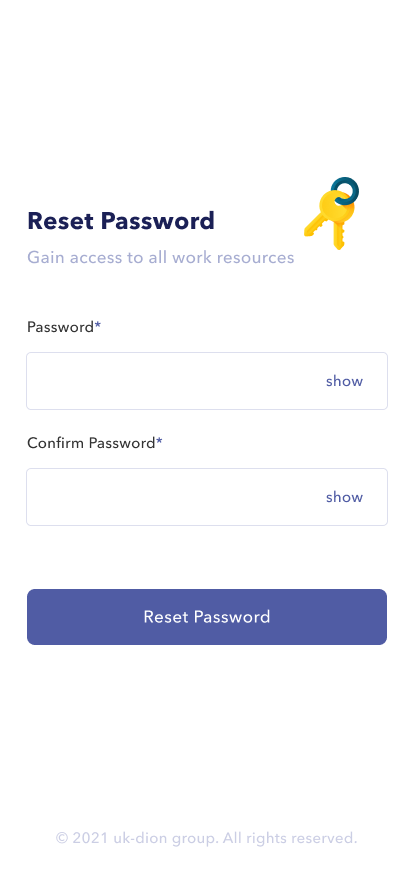 Reset Password
Gain access to all work resources
Password*
show
Confirm Password*
show
Reset Password
© 2021 uk-dion group. All rights reserved.